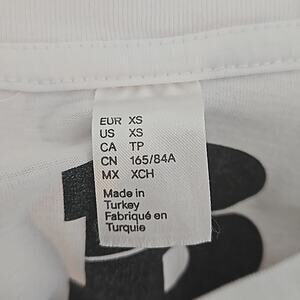 EUR XS
US XS
CA TP
CN 165/84A
MX XCH
Made in
Turkey
Fabriqué en
Turquie